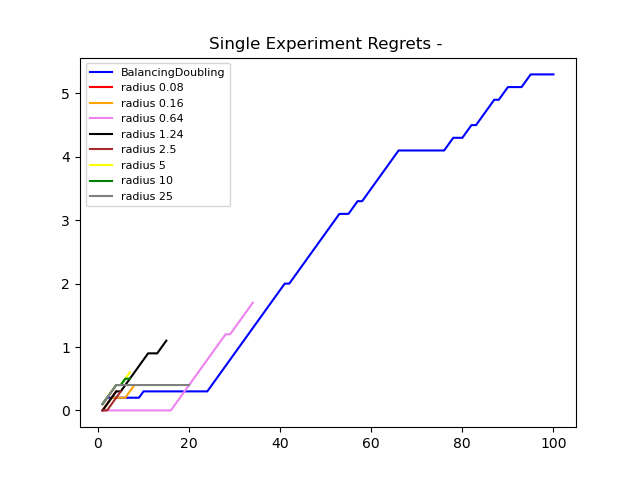 Single Experiment Regrets -
BalancingDoubling
radius 0.08
radius 0.16
radius 0.64
radius 1.24
radius 2.5
radius 5
radius 10
radius 25
5
4
3
2
1
0
0 20 40 60 80 100